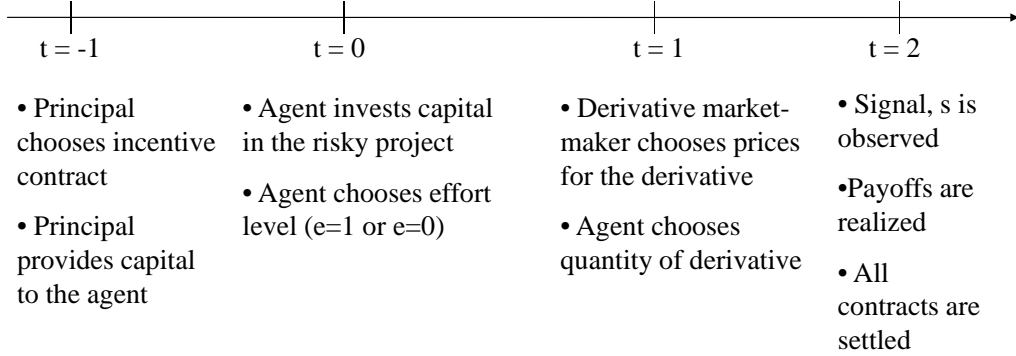 t = -1
t = 0
t = 1
t = 2
• Principal
chooses incentive
contract
• Principal
provides capital
to the agent
• Agent invests capital
in the risky project
• Agent chooses effort
level (e=1 or e=0)
• Derivative market-
maker chooses prices
for the derivative
• Agent chooses
quantity of derivative
• Signal, s is
observed
•Payoffs are
realized
• All
contracts are
settled